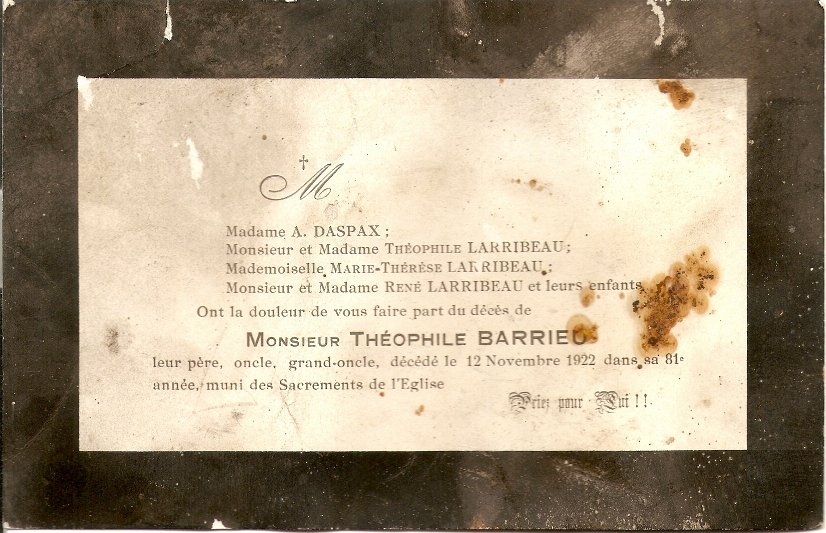 †
M
Madame A. DASPAX ;
Monsieur et Madame THÉOPHILE LARRIBEAU ;
Mademoiselle MARIE-THÉRÈSE LARRIBEAU ;
Monsieur et Madame RENÉ LARRIBEAU et leurs enfants
Ont la douleur de vous faire part du décès de
MONSIEUR THÉOPHILE BARRIEU
leur père, oncle, grand-oncle, décédé le 12 Novembre 1922 dans sa 81e
année, muni des Sacrements de l'Eglise
Priez pour Lui !!